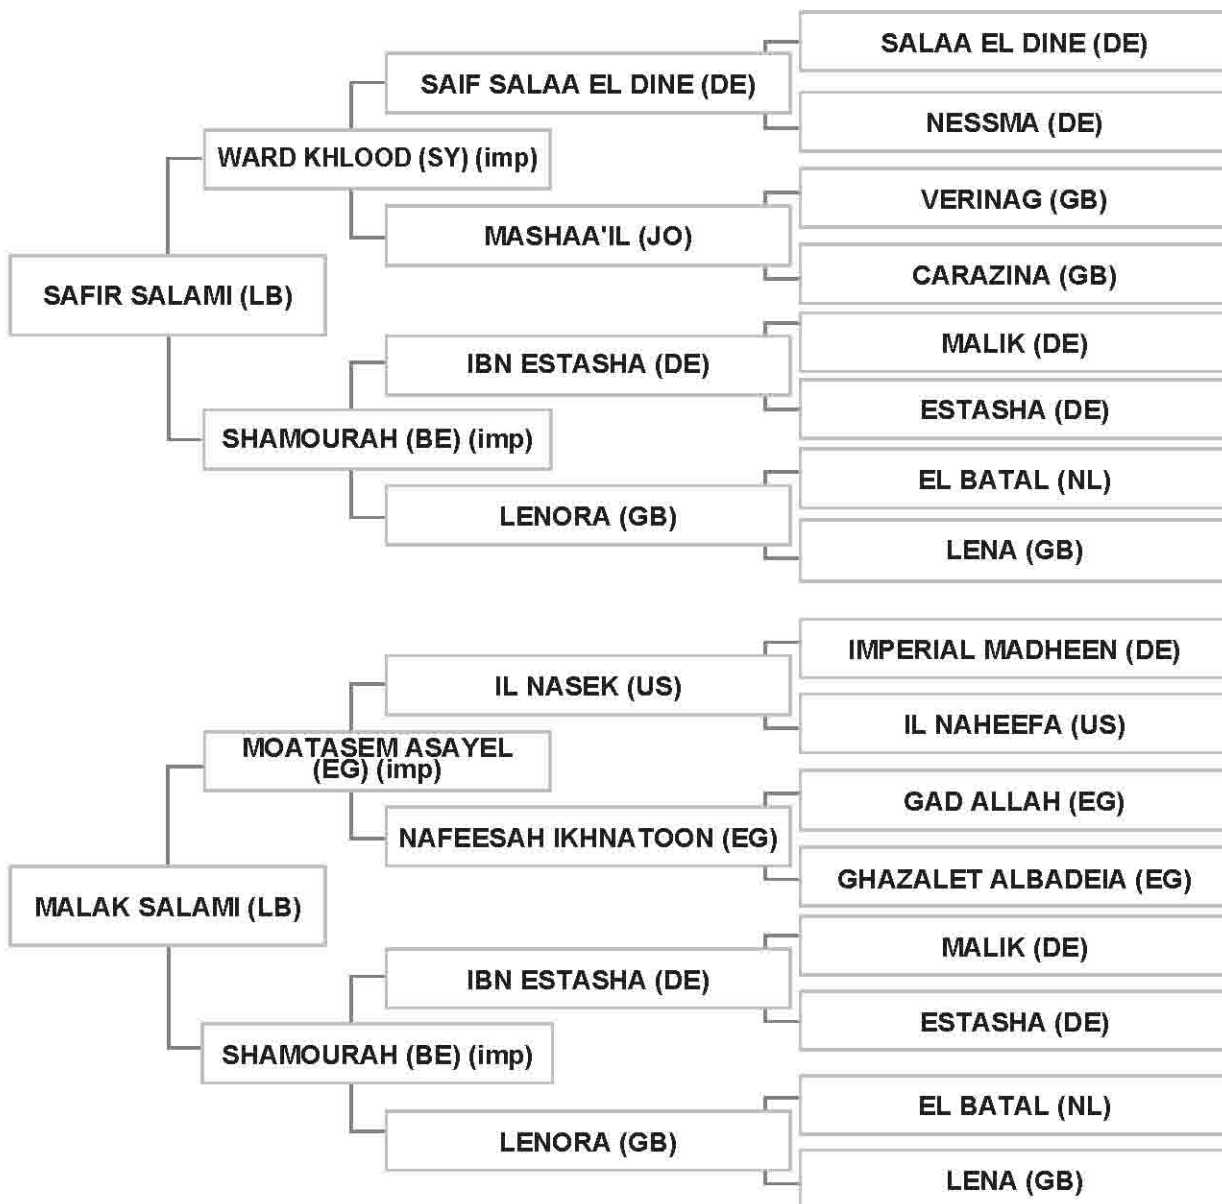 SALAA EL DINE (DE)
SAIF SALAA EL DINE (DE)
NESSMA (DE)
WARD KHLOOD (SY) (imp)
VERINAG (GB)
MASHAA'IL (JO)
CARAZINA (GB)
SAFIR SALAMI (LB)
MALIK (DE)
IBN ESTASHA (DE)
ESTASHA (DE)
SHAMOURAH (BE) (imp)
EL BATAL (NL)
LENORA (GB)
LENA (GB)
IMPERIAL MADHEEN (DE)
IL NASEK (US)
IL NAHEEFA (US)
MOATASEM ASAYEL
(EG) (imp)
GAD ALLAH (EG)
NAFEESAH IKHNATOON (EG)
GHAZALET ALBADEIA (EG)
MALAK SALAMI (LB)
MALIK (DE)
IBN ESTASHA (DE)
ESTASHA (DE)
SHAMOURAH (BE) (imp)
EL BATAL (NL)
LENORA (GB)
LENA (GB)